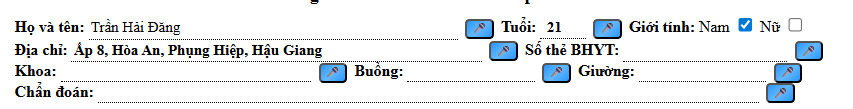 Họ và tên: Trần Hải Đăng Tuổi: 21 Giới tính: Nam Nữ
Địa chỉ: Ấp 8, Hòa An, Phụng Hiệp, Hậu Giang Số thẻ BHYT:
Khoa: Buồng: Giường:
Chẩn đoán: